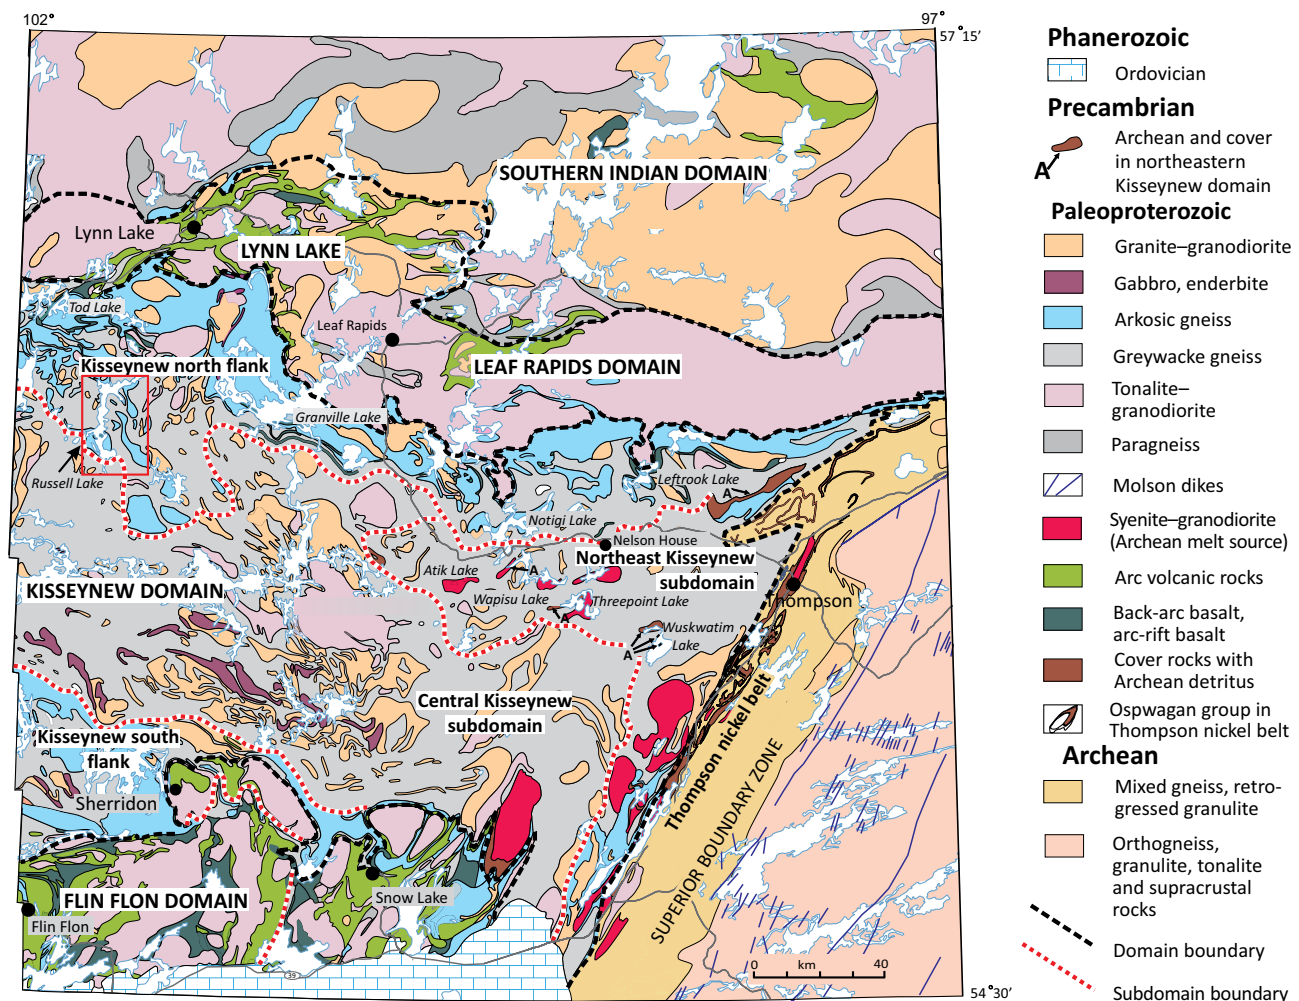 102°
97°
57°15'
SOUTHERN INDIAN DOMAIN
Lynn Lake
LYNN LAKE
Tod Lake
Leaf Rapids
Kisseynew north flank
LEAF RAPIDS DOMAIN
Granville Lake
Russell Lake
Leftrook Lake
A
Notigi Lake
Nelson House
Northeast Kisseynew
subdomain
Atik Lake
A
KISSEYNEW DOMAIN
Wapisu Lake
Threepoint Lake
Thompson
A
Wuskwatim
Lake
A
Central Kisseynew
subdomain
Kisseynew south
flank
Thompson nickel belt
Sherridon
SUPERIOR BOUNDARY ZONE
FLIN FLON DOMAIN
Snow Lake
Flin Flon
39
0 km 40
54°30'
Phanerozoic
Ordovician
Precambrian
A
Archean and cover
in northeastern
Kisseynew domain
Paleoproterozoic
Granite–granodiorite
Gabbro, enderbite
Arkosic gneiss
Greywacke gneiss
Tonalite–
granodiorite
Paragneiss
Molson dikes
Syenite–granodiorite
(Archean melt source)
Arc volcanic rocks
Back-arc basalt,
arc-rift basalt
Cover rocks with
Archean detritus
Ospwagan group in
Thompson nickel belt
Archean
Mixed gneiss, retro-
gressed granulite
Orthogneiss,
granulite, tonalite
and supracrustal
rocks
Domain boundary
Subdomain boundary